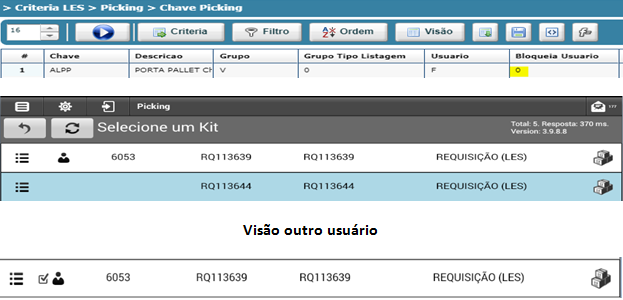 > Criteria LES > Picking > Chave Picking
16 Criteria Filtro Ordem Visão
# Chave Descricao Grupo Grupo Tipo Listagem Usuario Bloqueia Usuario
1 ALPP PORTA PALLET CH V 0 F 0
Picking
Selecione um Kit
Total: 5. Resposta: 370 ms.
Version: 3.9.8.8
6053 RQ113639 RQ113639 REQUISIÇÃO (LES)
RQ113644 RQ113644 REQUISIÇÃO (LES)
Visão outro usuário
6053 RQ113639 RQ113639 REQUISIÇÃO (LES)